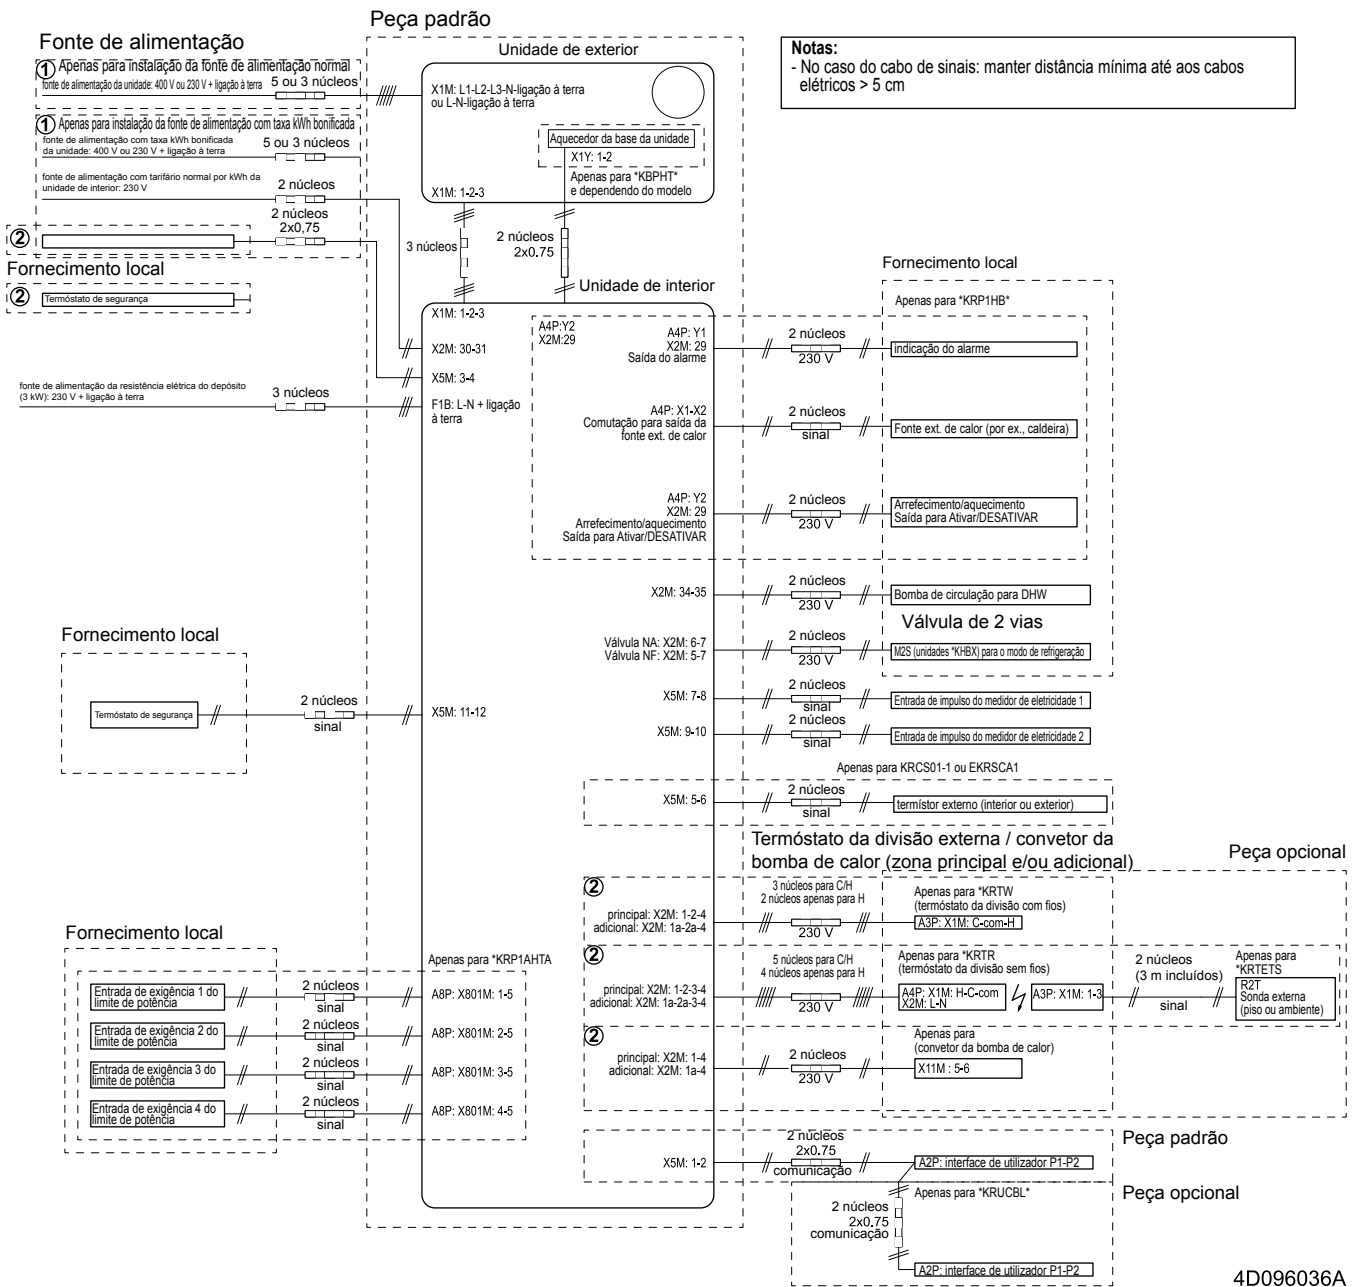 Peça padrão
Fonte de alimentação
① Apenas para instalação da fonte de alimentação normal
fonte de alimentação da unidade: 400 V ou 230 V + ligação à terra
5 ou 3 núcleos
① Apenas para instalação da fonte de alimentação com taxa kWh bonificada
fonte de alimentação com taxa kWh bonificada
da unidade: 400 V ou 230 V + ligação à terra
5 ou 3 núcleos
fonte de alimentação com tarifário normal por kWh da
unidade de interior: 230 V
2 núcleos
2 núcleos
2x0,75
②
Fornecimento local
② Termóstato de segurança
fonte de alimentação da resistência elétrica do depósito
(3 kW): 230 V + ligação à terra
3 núcleos
Unidade de exterior
X1M: L1-L2-L3-N-ligação à terra
ou L-N-ligação à terra
Aquecedor da base da unidade
X1Y: 1-2
Apenas para *KBPHT*
e dependendo do modelo
X1M: 1-2-3
3 núcleos
2 núcleos
2x0.75
Notas:
- No caso do cabo de sinais: manter distância mínima até aos cabos
elétricos > 5 cm
Unidade de interior
X1M: 1-2-3
X2M: 30-31
X5M: 3-4
F1B: L-N + ligação
à terra
A4P:Y2
X2M:29
A4P: Y1
X2M: 29
Saída do alarme
2 núcleos
230 V
Fornecimento local
Apenas para *KRP1HB*
indicação do alarme
A4P: X1-X2
Comutação para saída da
fonte ext. de calor
2 núcleos
sinal
Fonte ext. de calor (por ex., caldeira)
A4P: Y2
X2M: 29
Arrefecimento/aquecimento
Saída para Ativar/DESATIVAR
2 núcleos
230 V
Arrefecimento/aquecimento
Saída para Ativar/DESATIVAR
X2M: 34-35
2 núcleos
230 V
Bomba de circulação para DHW
Válvula de 2 vias
Válvula NA: X2M: 6-7
Válvula NF: X2M: 5-7
2 núcleos
230 V
M2S (unidades *KHBX) para o modo de refrigeração
X5M: 7-8
2 núcleos
sinal
Entrada de impulso do medidor de eletricidade 1
X5M: 9-10
2 núcleos
sinal
Entrada de impulso do medidor de eletricidade 2
Fornecimento local
Termóstato de segurança
2 núcleos
sinal
X5M: 11-12
Apenas para KRCS01-1 ou EKRSCA1
X5M: 5-6
2 núcleos
sinal
termístor externo (interior ou exterior)
Termóstato da divisão externa / convetor da
bomba de calor (zona principal e/ou adicional)
Peça opcional
②
principal: X2M: 1-2-4
adicional: X2M: 1a-2a-4
3 núcleos para C/H
2 núcleos apenas para H
230 V
Apenas para *KRTW
(termóstato da divisão com fios)
A3P: X1M: C-com-H
②
principal: X2M: 1-2-3-4
adicional: X2M: 1a-2a-3-4
5 núcleos para C/H
4 núcleos apenas para H
230 V
Apenas para *KRTR
(termóstato da divisão sem fios)
A4P: X1M: H-C-com
X2M: L-N
A3P: X1M: 1-3
2 núcleos
(3 m incluídos)
sinal
Apenas para
*KRTETS
R2T
Sonda externa
(piso ou ambiente)
②
principal: X2M: 1-4
adicional: X2M: 1a-4
2 núcleos
230 V
Apenas para
(convetor da bomba de calor)
X11M : 5-6
Fornecimento local
Apenas para *KRP1AHTA
Entrada de exigência 1 do
limite de potência
2 núcleos
sinal
A8P: X801M: 1-5
Entrada de exigência 2 do
limite de potência
2 núcleos
sinal
A8P: X801M: 2-5
Entrada de exigência 3 do
limite de potência
2 núcleos
sinal
A8P: X801M: 3-5
Entrada de exigência 4 do
limite de potência
2 núcleos
sinal
A8P: X801M: 4-5
X5M: 1-2
2 núcleos
2x0.75
comunicação
A2P: interface de utilizador P1-P2
Peça padrão
Apenas para *KRUCBL*
Peça opcional
2 núcleos
2x0.75
comunicação
A2P: interface de utilizador P1-P2
4D096036A